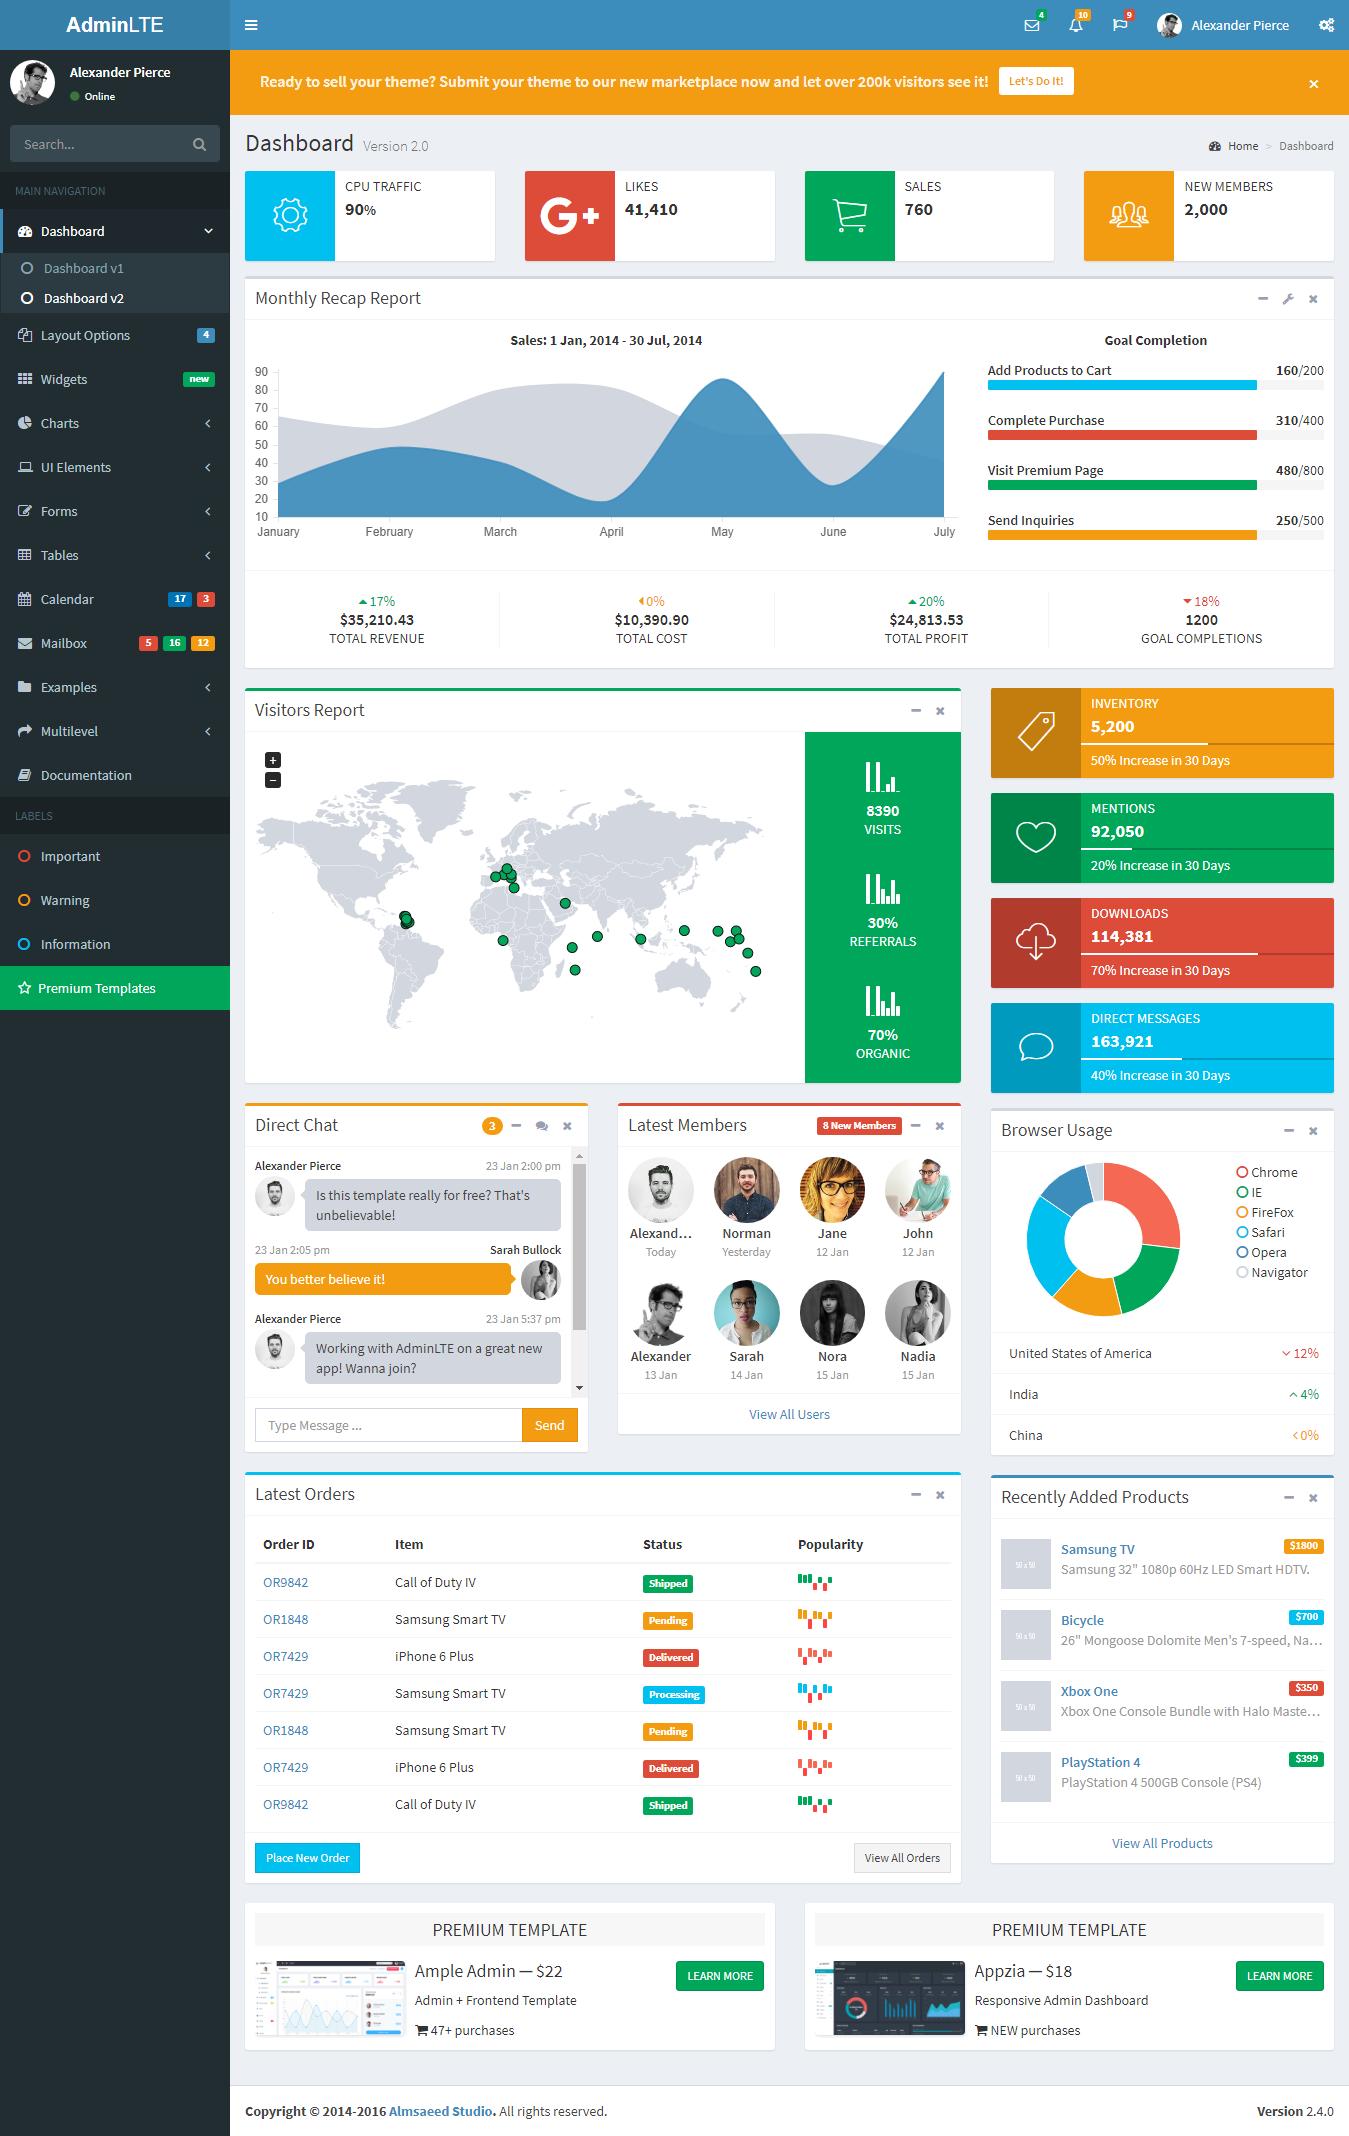 AdminLTE
4
10
9
Alexander Pierce
Alexander Pierce
Online
Search...
MAIN NAVIGATION
Dashboard
Dashboard v1
Dashboard v2
Layout Options 4
Widgets new
Charts
UI Elements
Forms
Tables
Calendar 17 3
Mailbox 5 16 12
Examples
Multilevel
Documentation
LABELS
Important
Warning
Information
Premium Templates
Ready to sell your theme? Submit your theme to our new marketplace now and let over 200k visitors see it! Let's Do It! ×
Dashboard Version 2.0
Home > Dashboard
CPU TRAFFIC
90%
G+
LIKES
41,410
SALES
760
NEW MEMBERS
2,000
Monthly Recap Report
Sales: 1 Jan, 2014 - 30 Jul, 2014
90
80
70
60
50
40
30
20
10
January February March April May June July
Goal Completion
Add Products to Cart 160/200
Complete Purchase 310/400
Visit Premium Page 480/800
Send Inquiries 250/500
17%
$35,210.43
TOTAL REVENUE
0%
$10,390.90
TOTAL COST
20%
$24,813.53
TOTAL PROFIT
18%
1200
GOAL COMPLETIONS
Visitors Report
+
−
8390
VISITS
30%
REFERRALS
70%
ORGANIC
INVENTORY
5,200
50% Increase in 30 Days
MENTIONS
92,050
20% Increase in 30 Days
DOWNLOADS
114,381
70% Increase in 30 Days
DIRECT MESSAGES
163,921
40% Increase in 30 Days
Direct Chat 3
Alexander Pierce 23 Jan 2:00 pm
Is this template really for free? That's
unbelievable!
23 Jan 2:05 pm Sarah Bullock
You better believe it!
Alexander Pierce 23 Jan 5:37 pm
Working with AdminLTE on a great new
app! Wanna join?
Type Message ... Send
Latest Members 8 New Members
Alexand... Norman Jane John
Today Yesterday 12 Jan 12 Jan
Alexander Sarah Nora Nadia
13 Jan 14 Jan 15 Jan 15 Jan
View All Users
Browser Usage
Chrome
IE
FireFox
Safari
Opera
Navigator
United States of America 12%
India 4%
China 0%
Latest Orders
Order ID Item Status Popularity
OR9842 Call of Duty IV Shipped
OR1848 Samsung Smart TV Pending
OR7429 iPhone 6 Plus Delivered
OR7429 Samsung Smart TV Processing
OR1848 Samsung Smart TV Pending
OR7429 iPhone 6 Plus Delivered
OR9842 Call of Duty IV Shipped
Place New Order View All Orders
Recently Added Products
50 x 50
Samsung TV $1800
Samsung 32" 1080p 60Hz LED Smart HDTV.
50 x 50
Bicycle $700
26" Mongoose Dolomite Men's 7-speed, Na...
50 x 50
Xbox One $350
Xbox One Console Bundle with Halo Maste...
50 x 50
PlayStation 4 $399
PlayStation 4 500GB Console (PS4)
View All Products
PREMIUM TEMPLATE
Ample Admin — $22 LEARN MORE
Admin + Frontend Template
47+ purchases
PREMIUM TEMPLATE
Appzia — $18 LEARN MORE
Responsive Admin Dashboard
NEW purchases
Copyright © 2014-2016 Almsaeed Studio. All rights reserved. Version 2.4.0